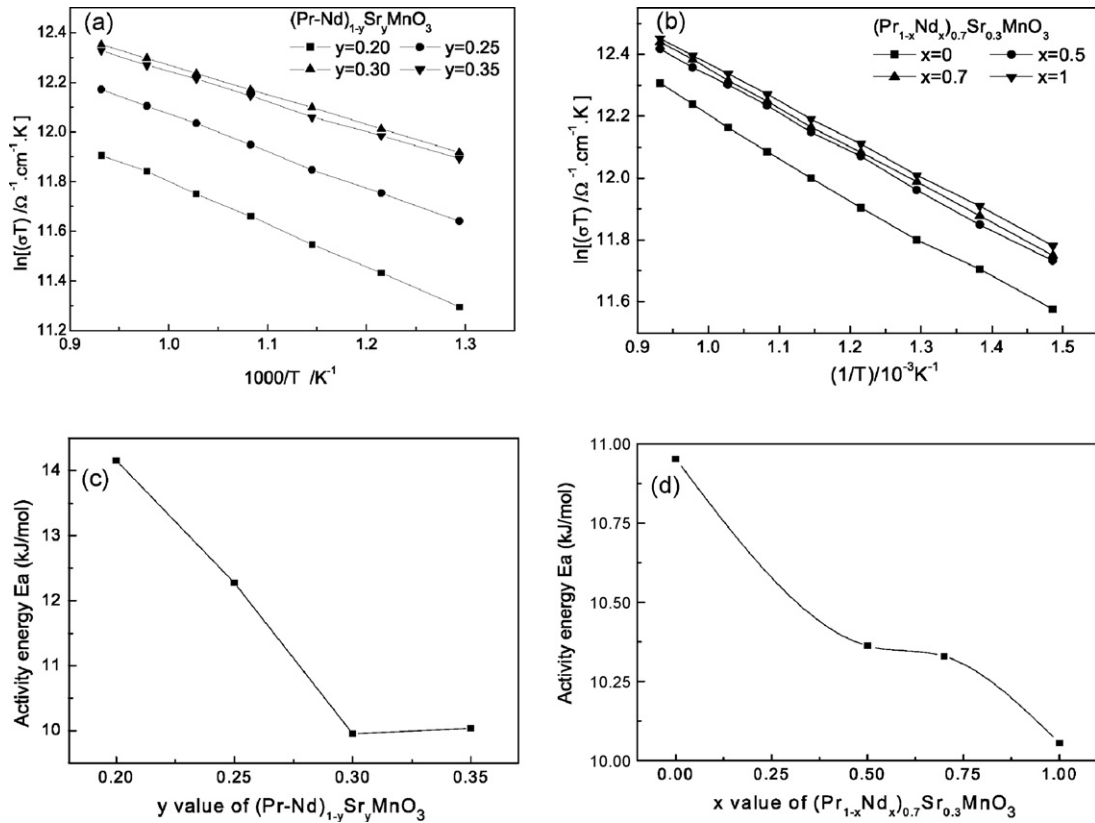 (a)
(Pr-Nd)₁₋ySryMnO₃
y=0.20 y=0.25
y=0.30 y=0.35
12.4
12.2
12.0
11.8
11.6
11.4
11.2
ln[(σT) /Ω⁻¹.cm⁻¹.K]
0.9 1.0 1.1 1.2 1.3
1000/T /K⁻¹
(b)
(Pr₁₋ₓNdₓ)₀.₇Sr₀.₃MnO₃
x=0 x=0.5
x=0.7 x=1
12.4
12.2
12.0
11.8
11.6
ln[(σT) /Ω⁻¹.cm⁻¹.K]
0.9 1.0 1.1 1.2 1.3 1.4 1.5
(1/T)/10⁻³K⁻¹
(c)
14
13
12
11
10
Activity energy Ea (kJ/mol)
0.20 0.25 0.30 0.35
y value of (Pr-Nd)₁₋ySryMnO₃
(d)
11.00
10.75
10.50
10.25
10.00
Activity energy Ea (kJ/mol)
0.00 0.25 0.50 0.75 1.00
x value of (Pr₁₋ₓNdₓ)₀.₇Sr₀.₃MnO₃